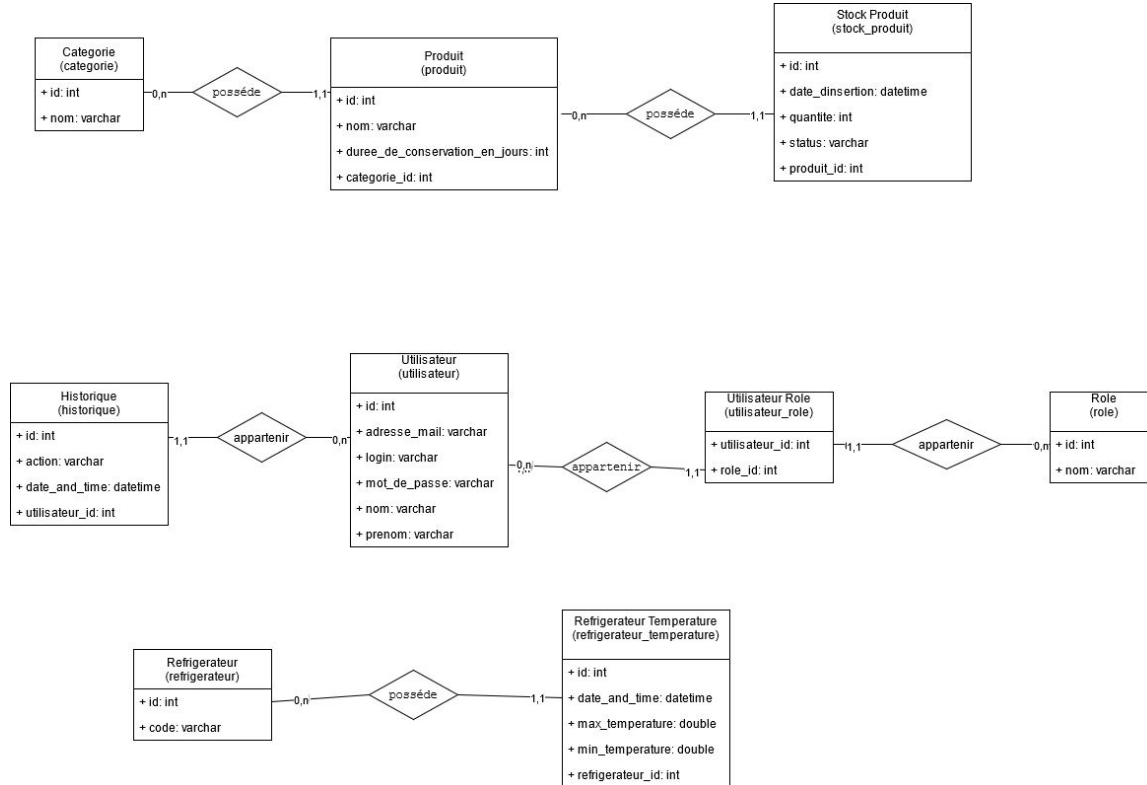 Categorie
(categorie)
+ id: int
+ nom: varchar
0,n
posséde
1,1
Produit
(produit)
+ id: int
+ nom: varchar
+ duree_de_conservation_en_jours: int
+ categorie_id: int
0,n
posséde
1,1
Stock Produit
(stock_produit)
+ id: int
+ date_dinsertion: datetime
+ quantite: int
+ status: varchar
+ produit_id: int
Historique
(historique)
+ id: int
+ action: varchar
+ date_and_time: datetime
+ utilisateur_id: int
1,1
appartenir
0,n
Utilisateur
(utilisateur)
+ id: int
+ adresse_mail: varchar
+ login: varchar
+ mot_de_passe: varchar
+ nom: varchar
+ prenom: varchar
0,n
appartenir
1,1
Utilisateur Role
(utilisateur_role)
+ utilisateur_id: int
+ role_id: int
1,1
appartenir
0,n
Role
(role)
+ id: int
+ nom: varchar
Refrigerateur
(refrigerateur)
+ id: int
+ code: varchar
0,n
posséde
1,1
Refrigerateur Temperature
(refrigerateur_temperature)
+ id: int
+ date_and_time: datetime
+ max_temperature: double
+ min_temperature: double
+ refrigerateur_id: int